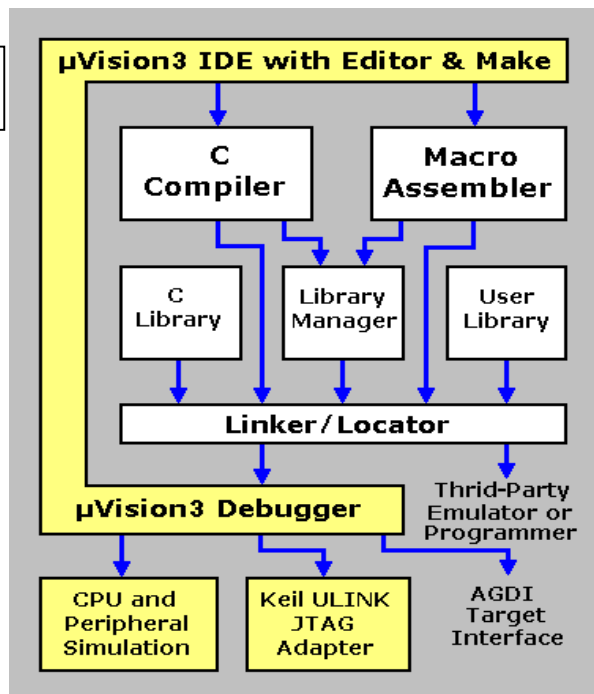 µVision3 IDE with Editor & Make
C
Compiler
Macro
Assembler
C
Library
Library
Manager
User
Library
Linker/Locator
Thrid-Party
Emulator or
Programmer
µVision3 Debugger
CPU and
Peripheral
Simulation
Keil ULINK
JTAG
Adapter
AGDI
Target
Interface